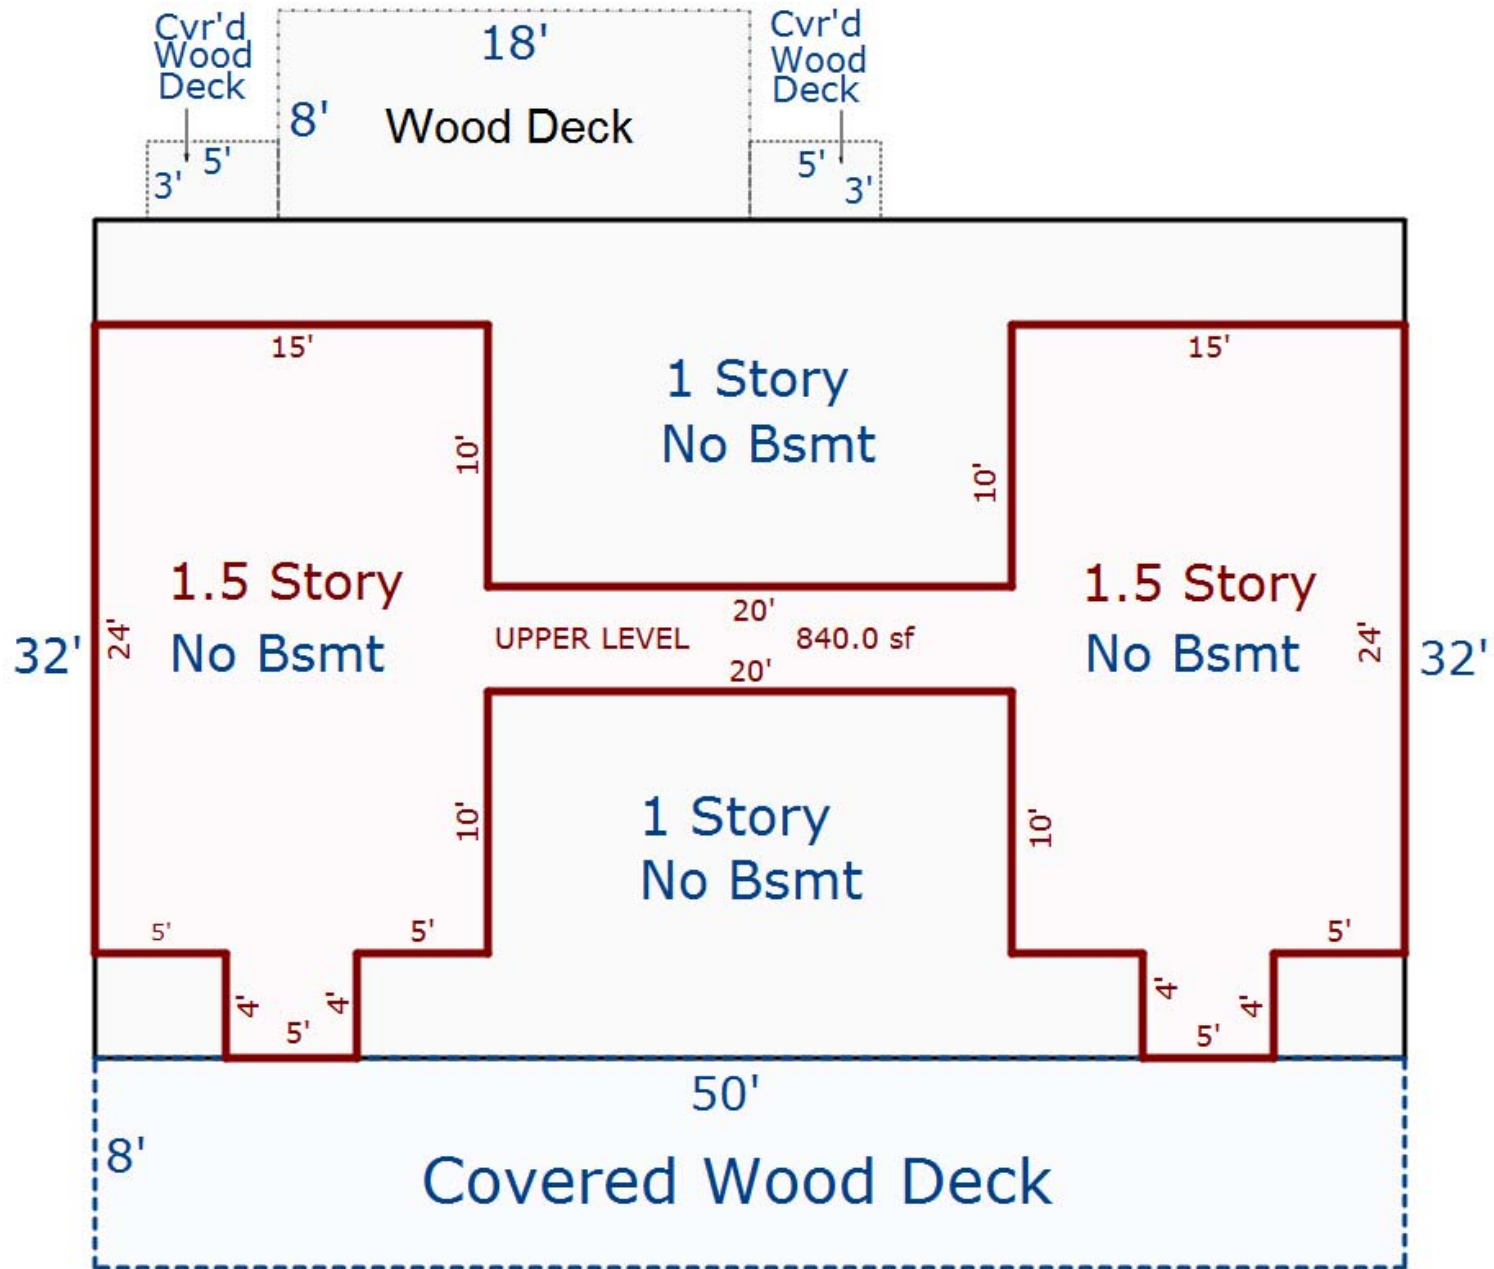 Cvr'd
Wood
Deck
18'
Cvr'd
Wood
Deck
8'
Wood Deck
3'
5'
5'
3'
15'
15'
1 Story
No Bsmt
10'
10'
1.5 Story
No Bsmt
1.5 Story
No Bsmt
20'
UPPER LEVEL 840.0 sf
20'
32'
24'
24'
32'
1 Story
No Bsmt
10'
10'
5'
5'
5'
4'
4'
5'
4'
4'
5'
50'
8'
Covered Wood Deck